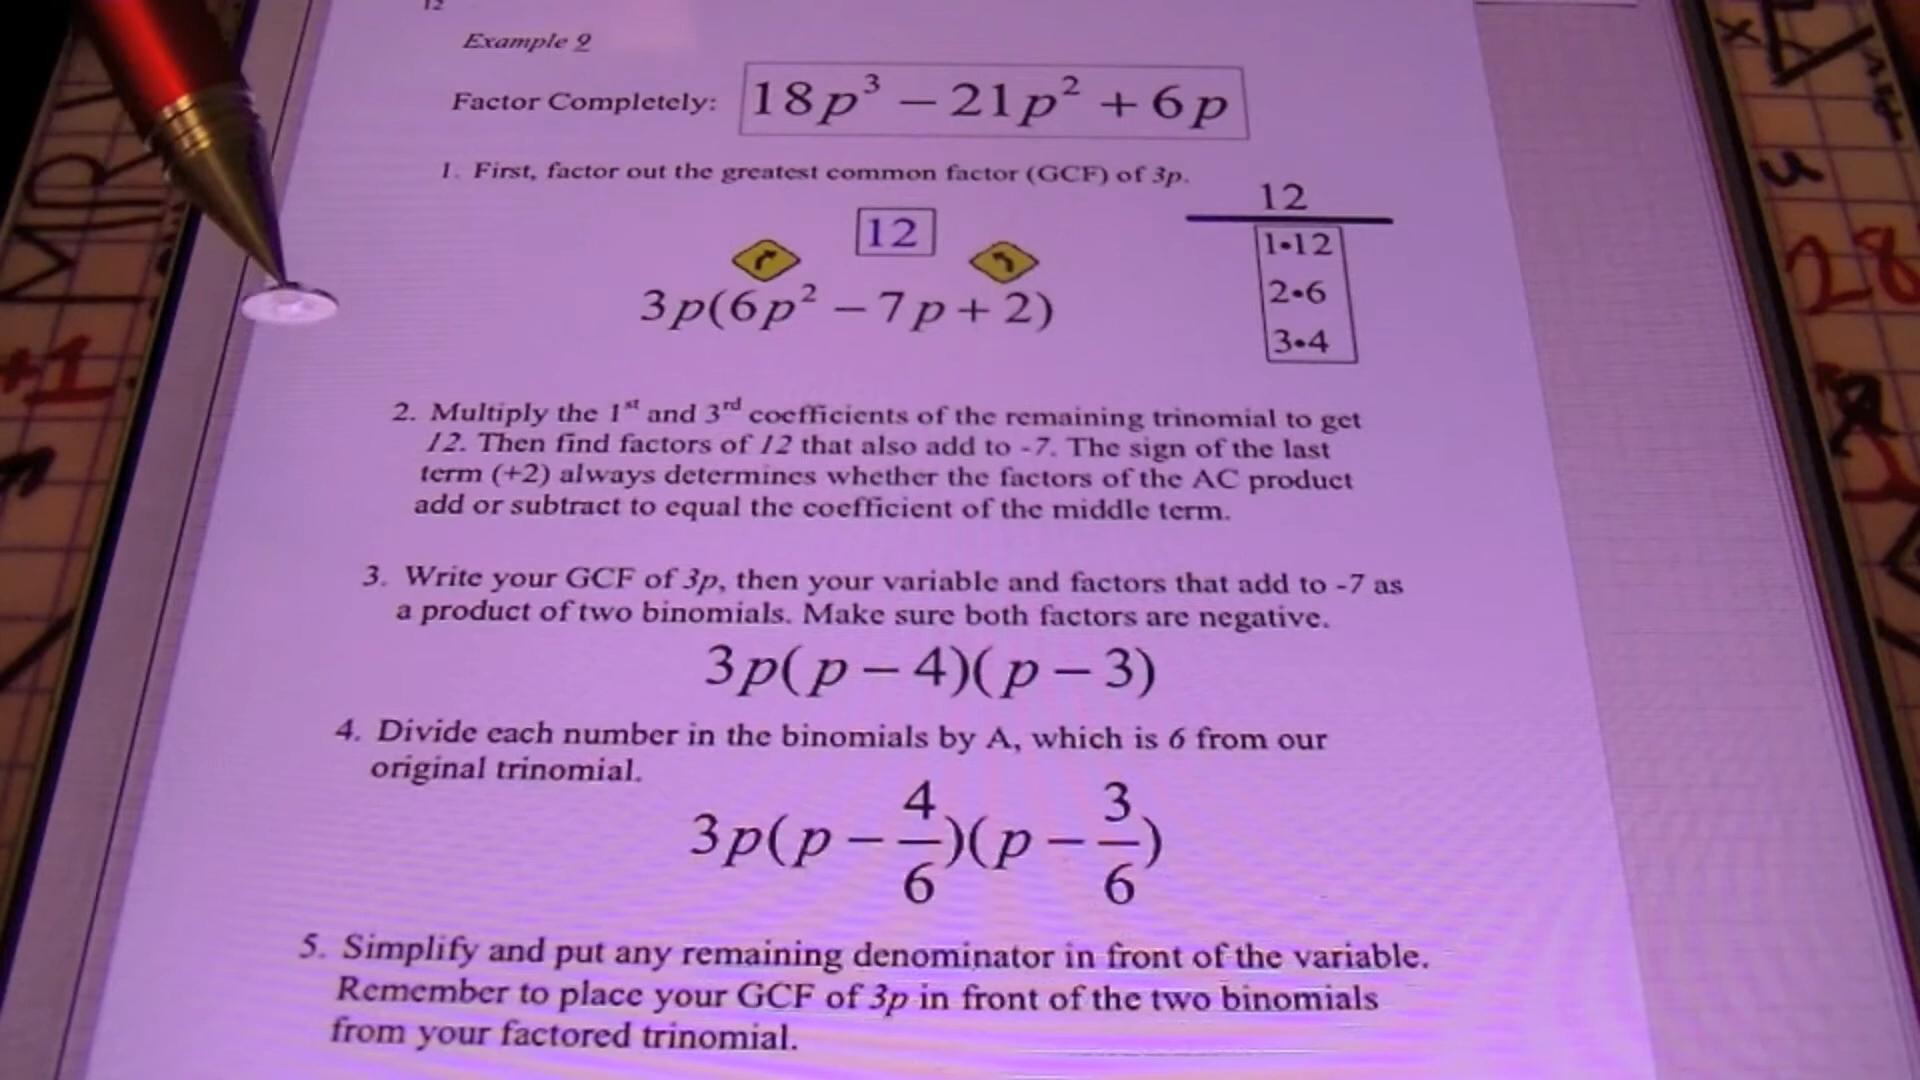 12
Example 9
Factor Completely: 18p³ − 21p² + 6p
1. First, factor out the greatest common factor (GCF) of 3p.
12
12
1•12
2•6
3•4
3p(6p² − 7p + 2)
2. Multiply the 1st and 3rd coefficients of the remaining trinomial to get
12. Then find factors of 12 that also add to -7. The sign of the last
term (+2) always determines whether the factors of the AC product
add or subtract to equal the coefficient of the middle term.
3. Write your GCF of 3p, then your variable and factors that add to -7 as
a product of two binomials. Make sure both factors are negative.
3p(p − 4)(p − 3)
4. Divide each number in the binomials by A, which is 6 from our
original trinomial.
3p(p − 4/6)(p − 3/6)
5. Simplify and put any remaining denominator in front of the variable.
Remember to place your GCF of 3p in front of the two binomials
from your factored trinomial.
MIR
+1
28